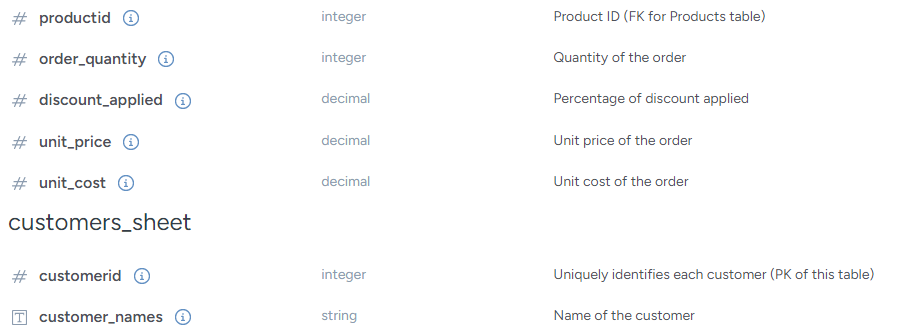 # productid i integer Product ID (FK for Products table)
# order_quantity i integer Quantity of the order
# discount_applied i decimal Percentage of discount applied
# unit_price i decimal Unit price of the order
# unit_cost i decimal Unit cost of the order
customers_sheet
# customerid i integer Uniquely identifies each customer (PK of this table)
T customer_names i string Name of the customer